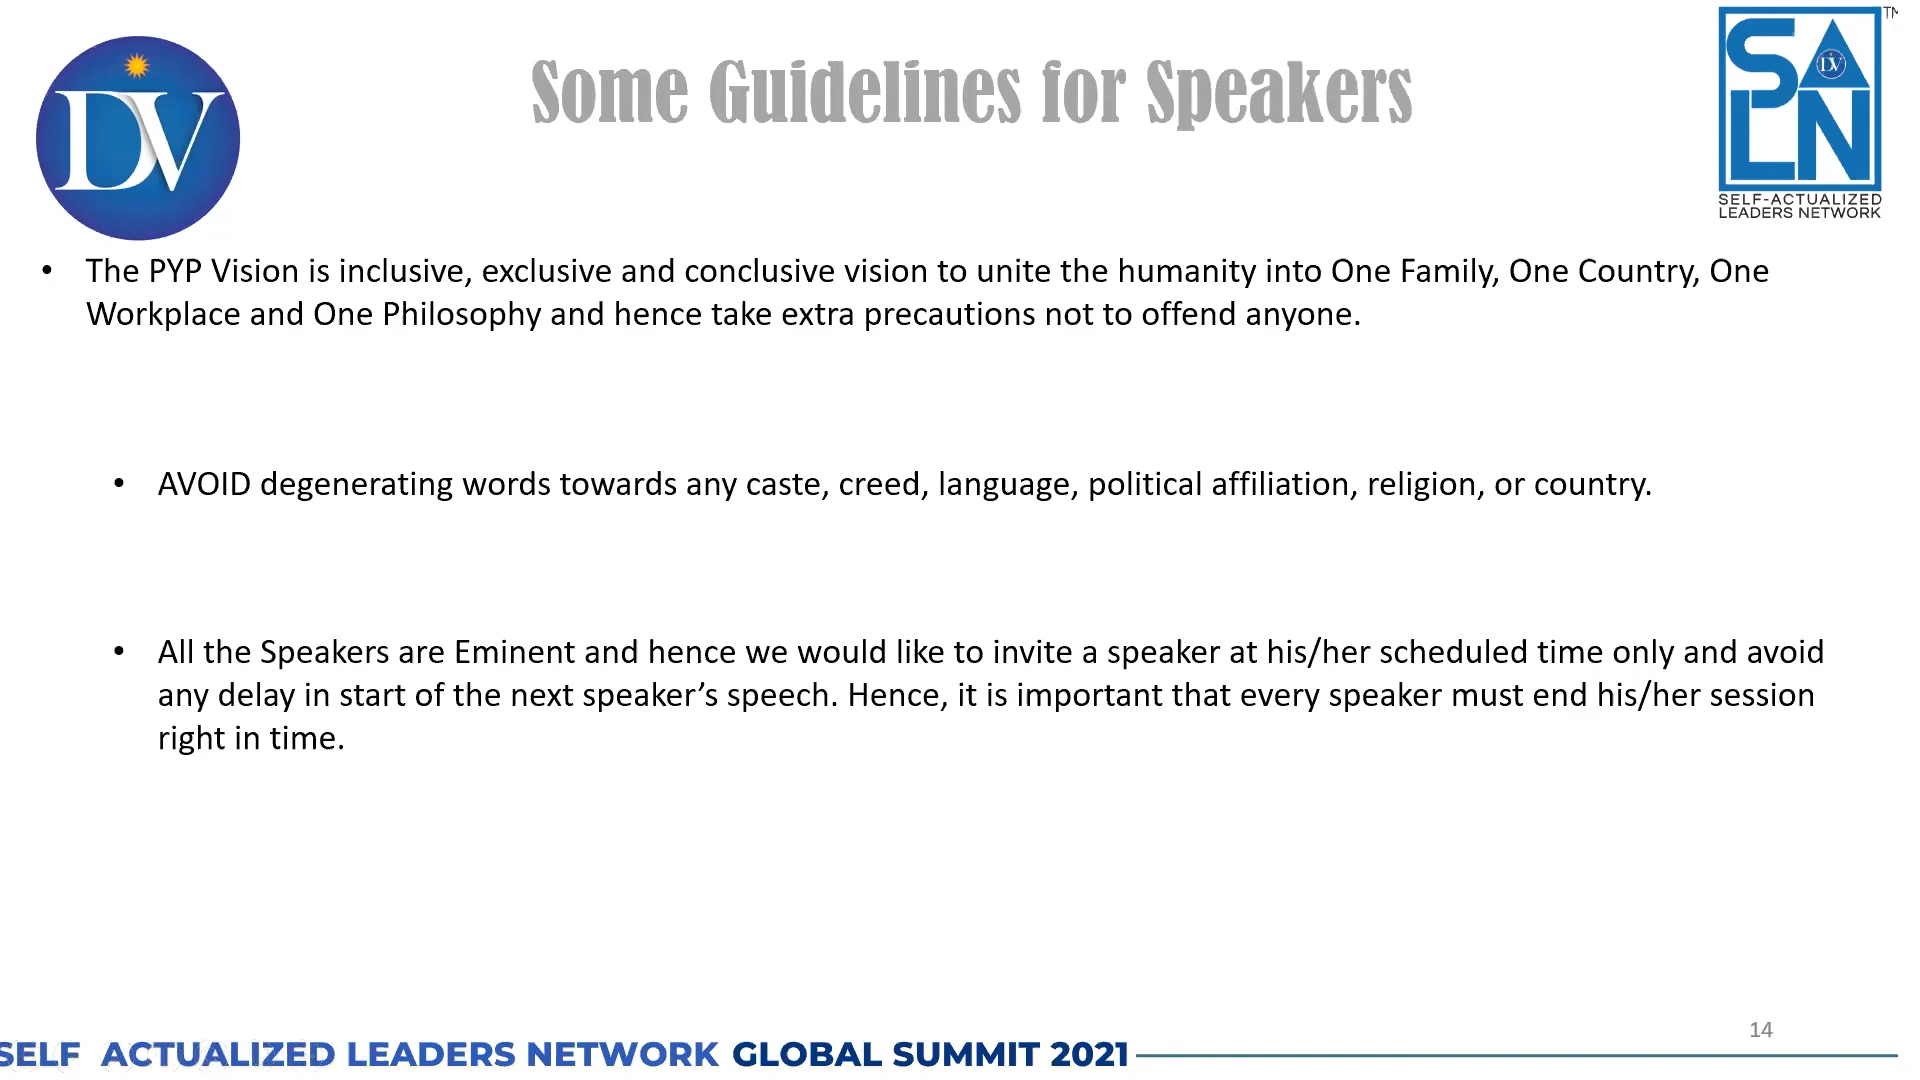 DV
Some Guidelines for Speakers
SALN
DV
TM
SELF-ACTUALIZED
LEADERS NETWORK
• The PYP Vision is inclusive, exclusive and conclusive vision to unite the humanity into One Family, One Country, One
Workplace and One Philosophy and hence take extra precautions not to offend anyone.
• AVOID degenerating words towards any caste, creed, language, political affiliation, religion, or country.
• All the Speakers are Eminent and hence we would like to invite a speaker at his/her scheduled time only and avoid
any delay in start of the next speaker’s speech. Hence, it is important that every speaker must end his/her session
right in time.
14
SELF ACTUALIZED LEADERS NETWORK GLOBAL SUMMIT 2021